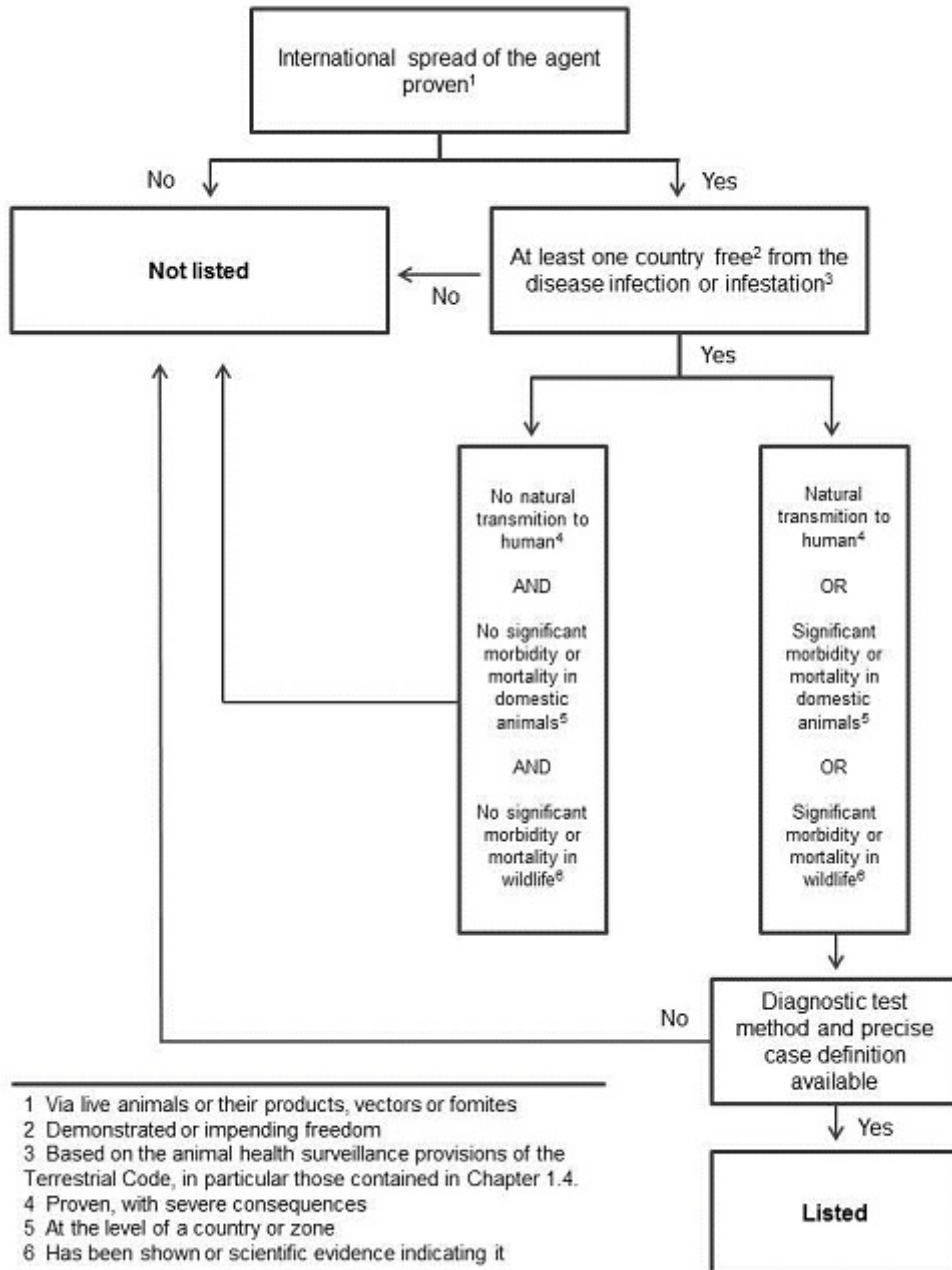 International spread of the agent
proven¹
No
Yes
Not listed
At least one country free² from the
disease infection or infestation³
No
Yes
No natural
transmition to
human⁴
AND
No significant
morbidity or
mortality in
domestic
animals⁵
AND
No significant
morbidity or
mortality in
wildlife⁶
Natural
transmition to
human⁴
OR
Significant
morbidity or
mortality in
domestic
animals⁵
OR
Significant
morbidity or
mortality in
wildlife⁶
No
Diagnostic test
method and precise
case definition
available
Yes
Listed
1 Via live animals or their products, vectors or fomites
2 Demonstrated or impending freedom
3 Based on the animal health surveillance provisions of the
Terrestrial Code, in particular those contained in Chapter 1.4.
4 Proven, with severe consequences
5 At the level of a country or zone
6 Has been shown or scientific evidence indicating it